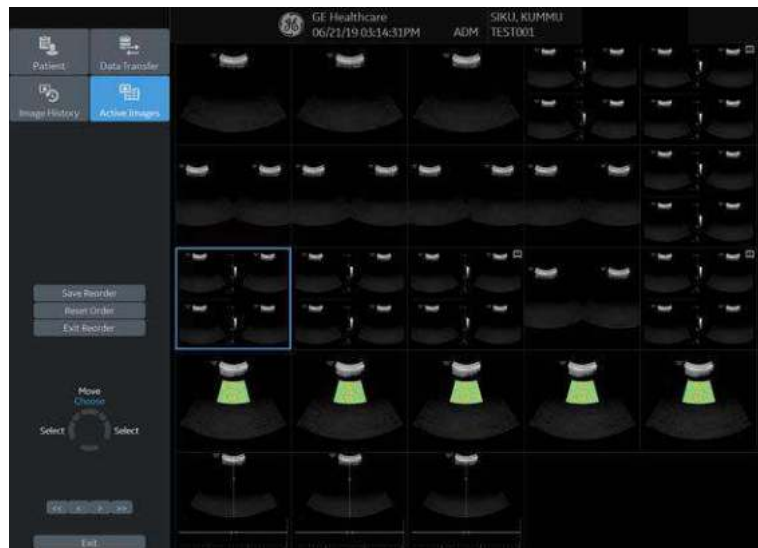 GE Healthcare
06/21/19 03:14:31PM
ADM
SIKU, KUMMU
TEST001
Patient
Data Transfer
Image History
Active Images
Save Reorder
Reset Order
Exit Reorder
Move
Choose
Select
Select
<< < > >>
Exit